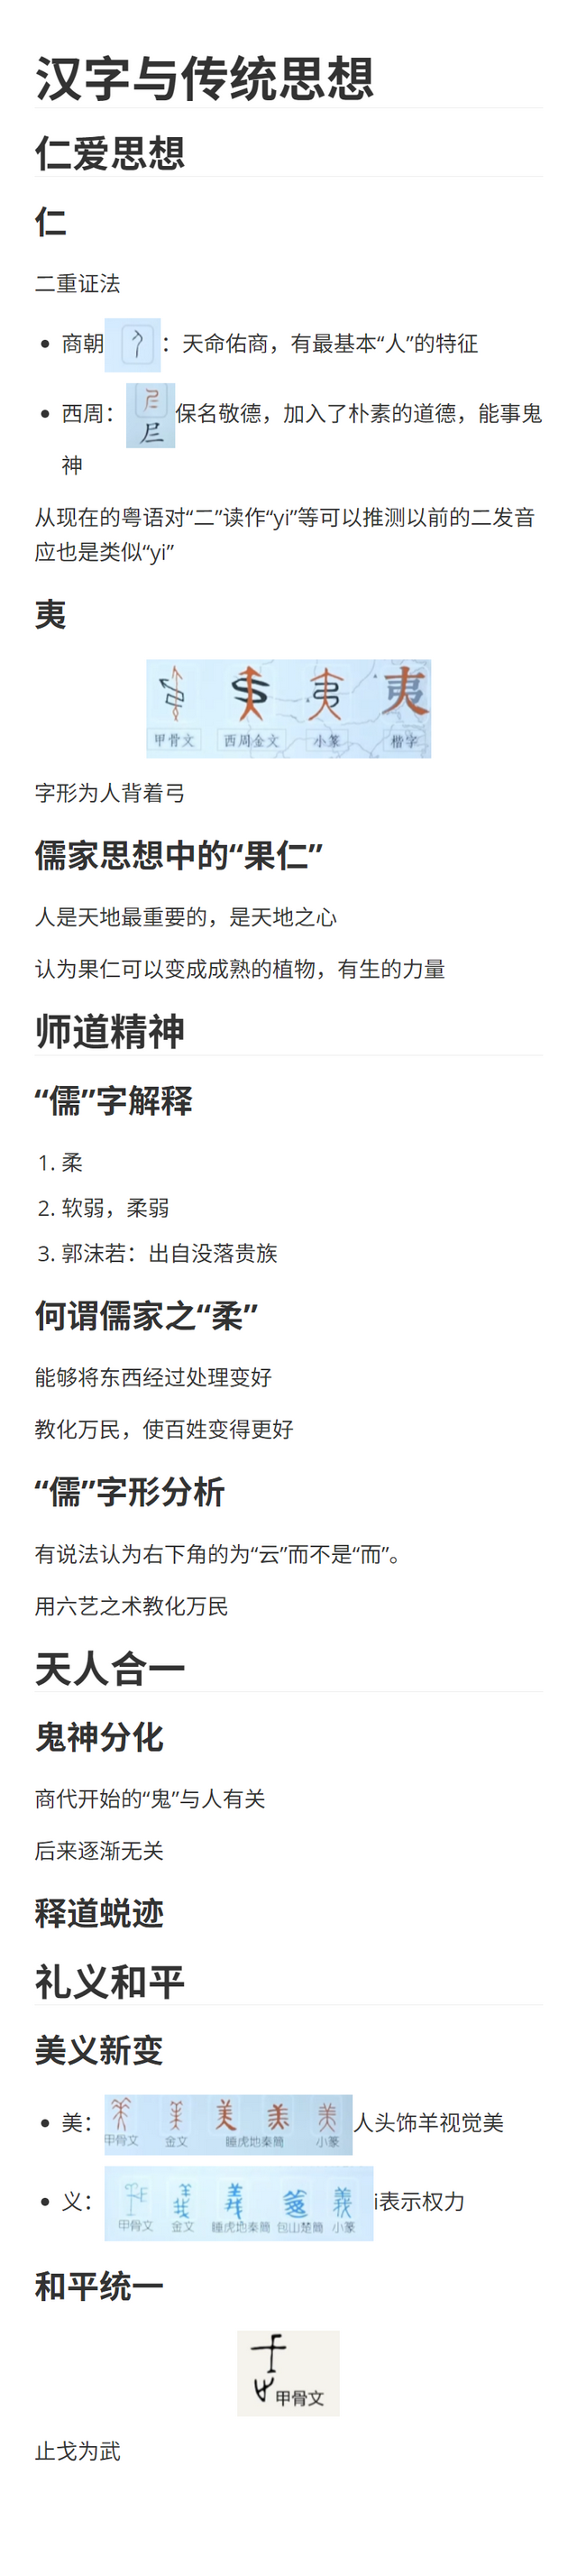 汉字与传统思想
仁爱思想
仁
二重证法
商朝：天命佑商，有最基本“人”的特征
西周：保名敬德，加入了朴素的道德，能事鬼
神
从现在的粤语对“二”读作“yi”等可以推测以前的二发音
应也是类似“yi”
夷
甲骨文 西周金文 小篆 楷字
字形为人背着弓
儒家思想中的“果仁”
人是天地最重要的，是天地之心
认为果仁可以变成成熟的植物，有生的力量
师道精神
“儒”字解释
1. 柔
2. 软弱，柔弱
3. 郭沫若：出自没落贵族
何谓儒家之“柔”
能够将东西经过处理变好
教化万民，使百姓变得更好
“儒”字形分析
有说法认为右下角的为“云”而不是“而”。
用六艺之术教化万民
天人合一
鬼神分化
商代开始的“鬼”与人有关
后来逐渐无关
释道蜕迹
礼义和平
美义新变
美：人头饰羊视觉美
甲骨文 金文 睡虎地秦简 小篆
义：i表示权力
甲骨文 金文 睡虎地秦简 包山楚简 小篆
和平统一
甲骨文
止戈为武